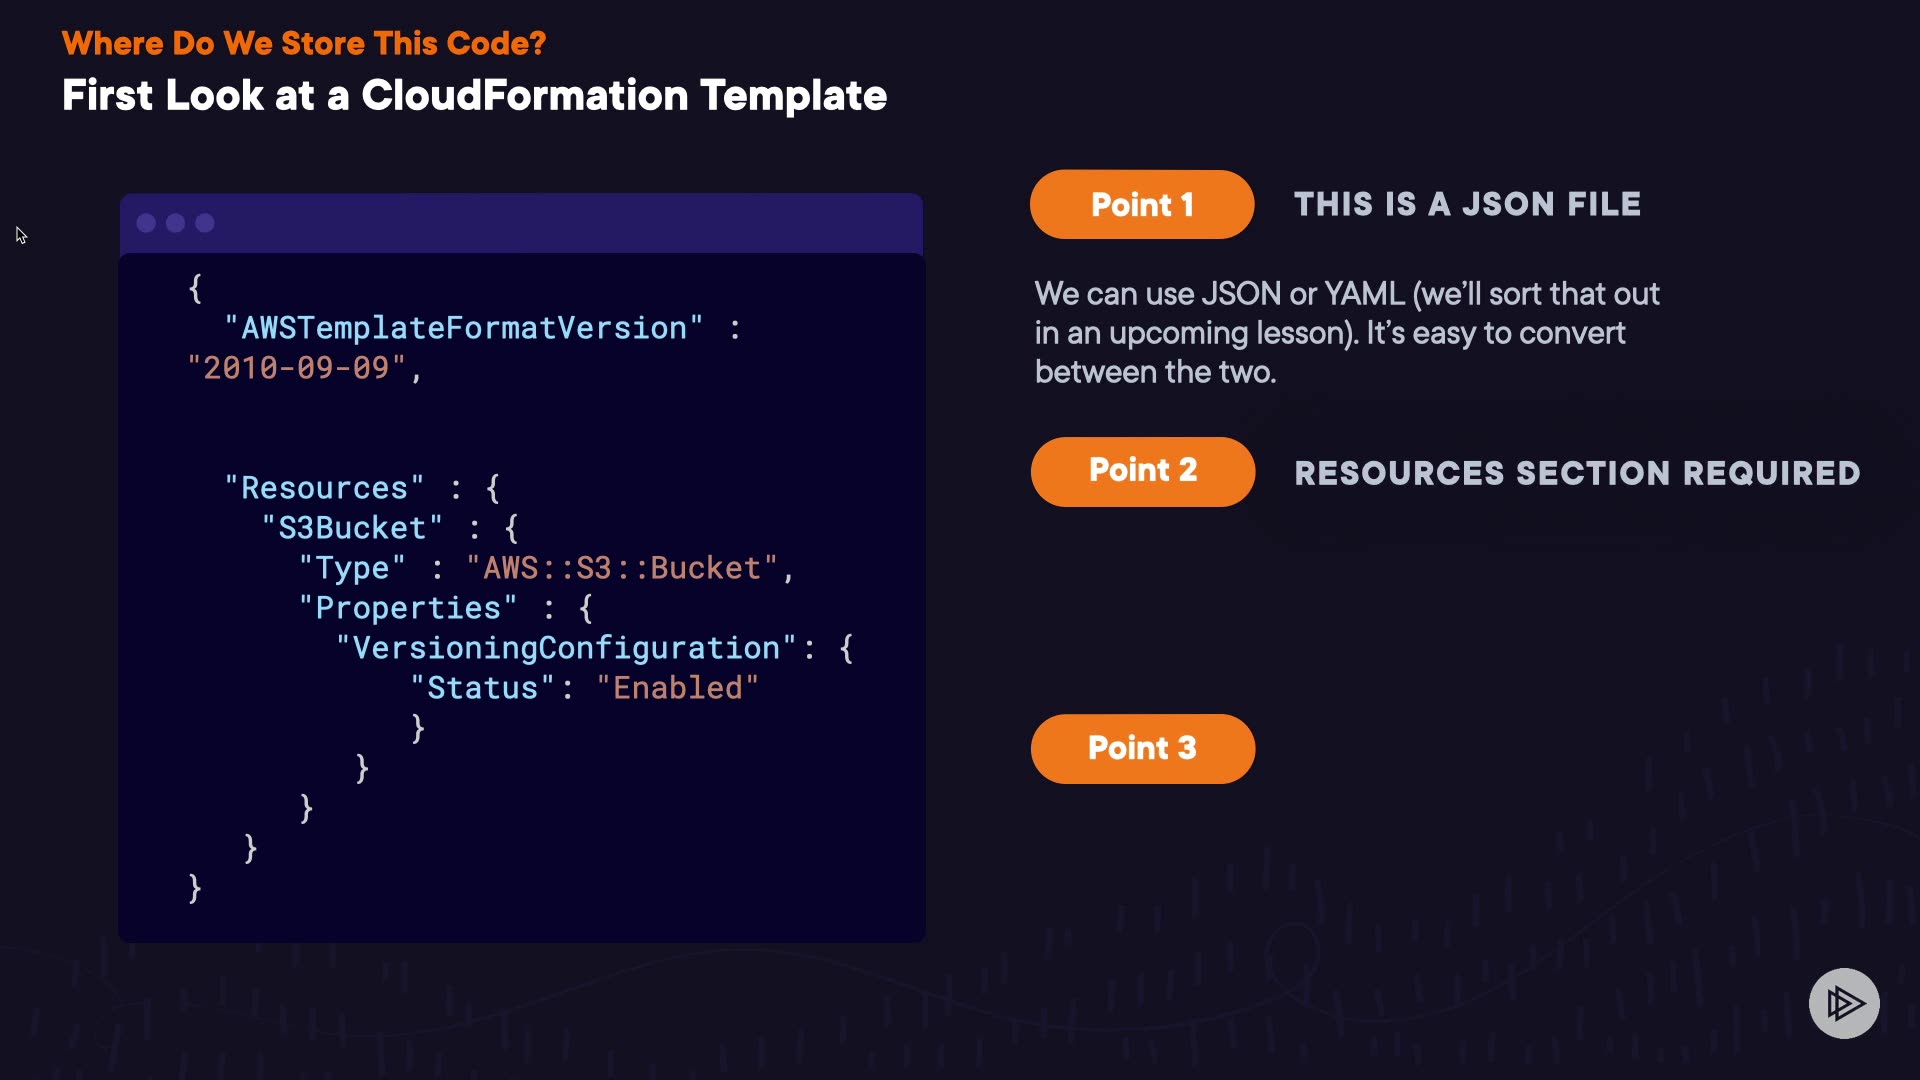 Where Do We Store This Code?
First Look at a CloudFormation Template
{
"AWSTemplateFormatVersion" :
"2010-09-09",
"Resources" : {
"S3Bucket" : {
"Type" : "AWS::S3::Bucket",
"Properties" : {
"VersioningConfiguration": {
"Status": "Enabled"
}
}
}
}
}
Point 1
THIS IS A JSON FILE
We can use JSON or YAML (we’ll sort that out
in an upcoming lesson). It’s easy to convert
between the two.
Point 2
RESOURCES SECTION REQUIRED
Point 3